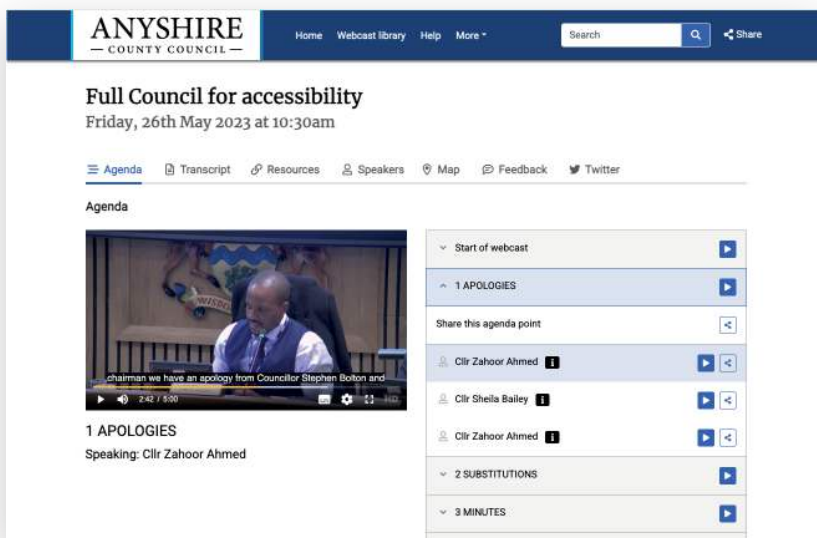 ANYSHIRE
COUNTY COUNCIL
Home Webcast library Help More
Search
Share
Full Council for accessibility
Friday, 26th May 2023 at 10:30am
Agenda Transcript Resources Speakers Map Feedback Twitter
Agenda
WISDOM
chairman we have an apology from Councillor Stephen Bolton and
2:42 / 5:00
HD
1 APOLOGIES
Speaking: Cllr Zahoor Ahmed
Start of webcast
1 APOLOGIES
Share this agenda point
Cllr Zahoor Ahmed i
Cllr Sheila Bailey i
Cllr Zahoor Ahmed i
2 SUBSTITUTIONS
3 MINUTES